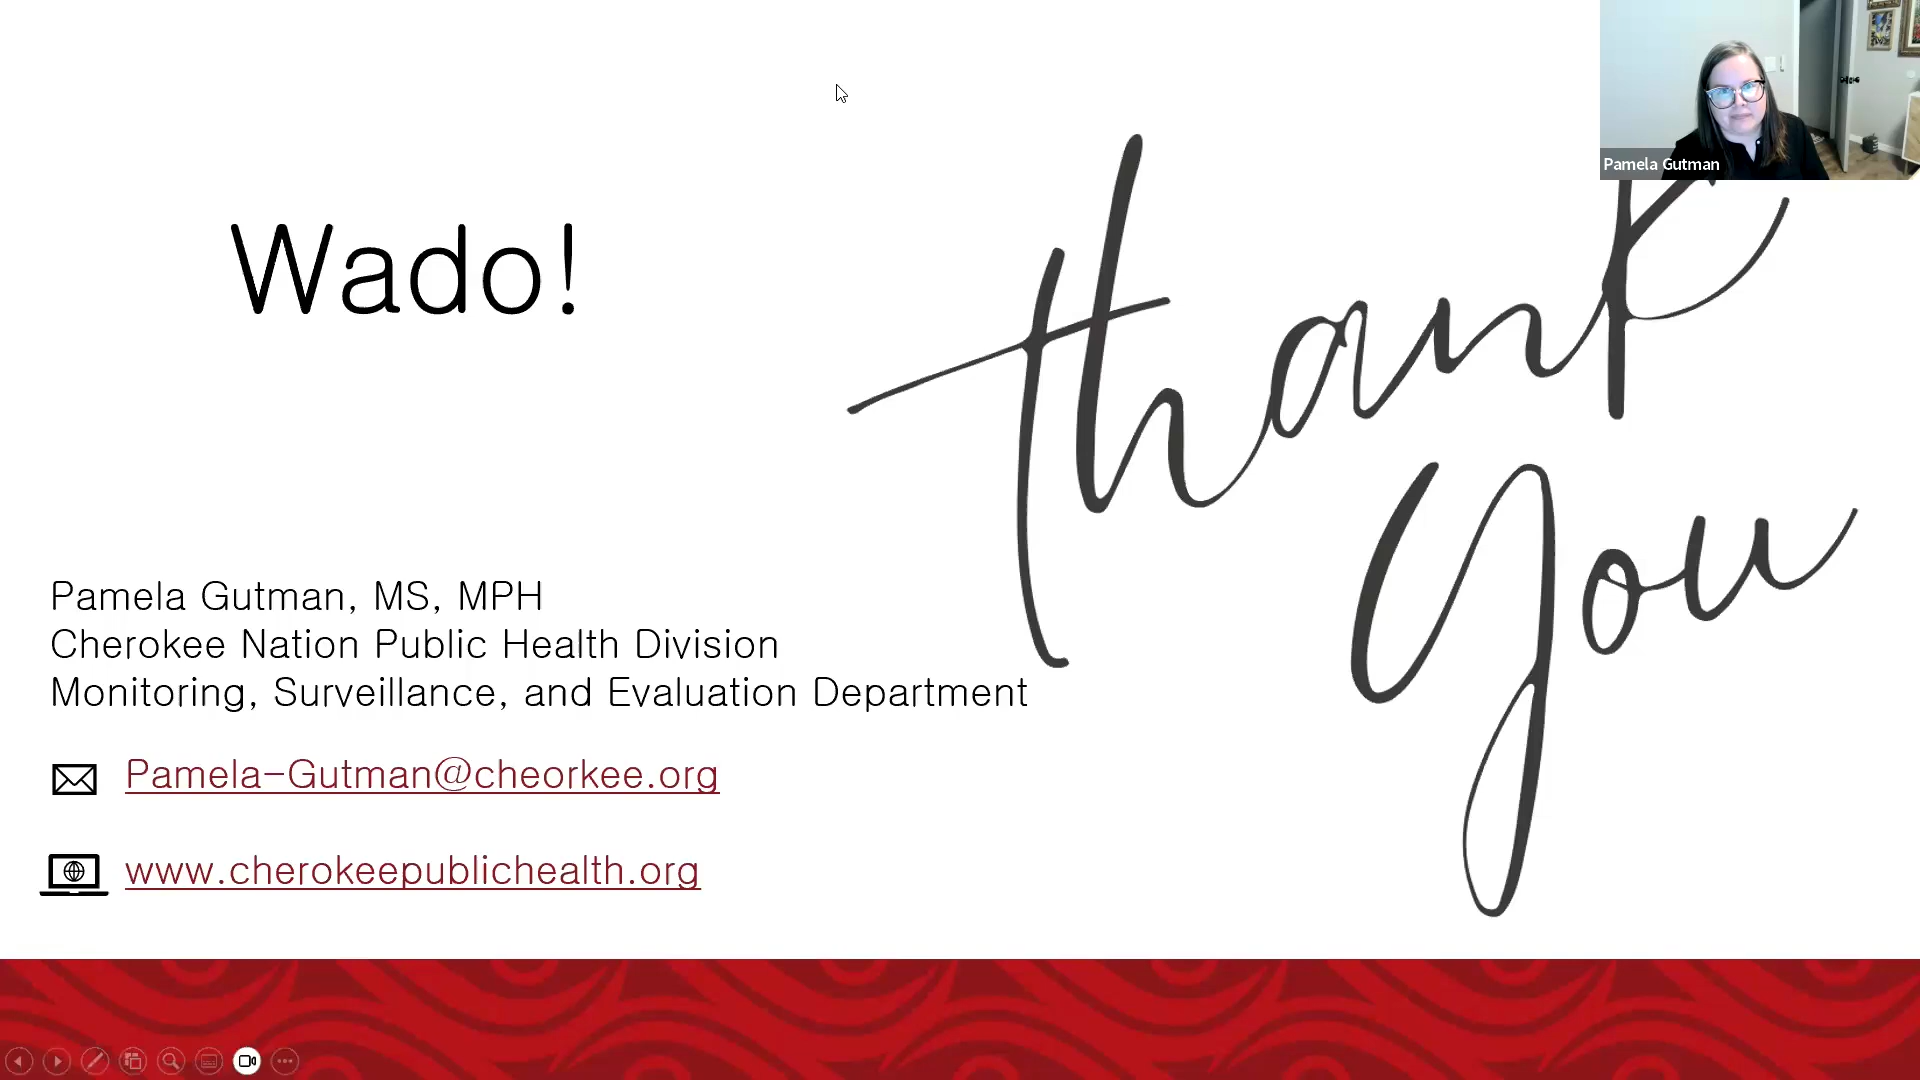 Pamela Gutman
Wado!
thank
you
Pamela Gutman, MS, MPH
Cherokee Nation Public Health Division
Monitoring, Surveillance, and Evaluation Department
Pamela-Gutman@cheorkee.org
www.cherokeepublichealth.org